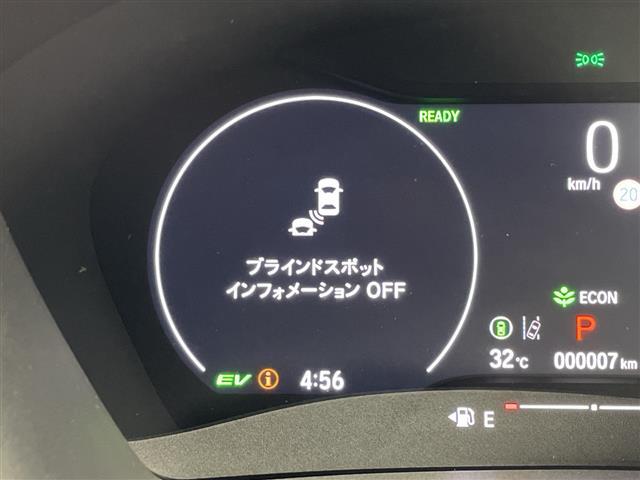 READY
0
km/h
20
ブラインドスポット
インフォメーション OFF
ECON
P
32℃ 000007 km
EV i 4:56
E